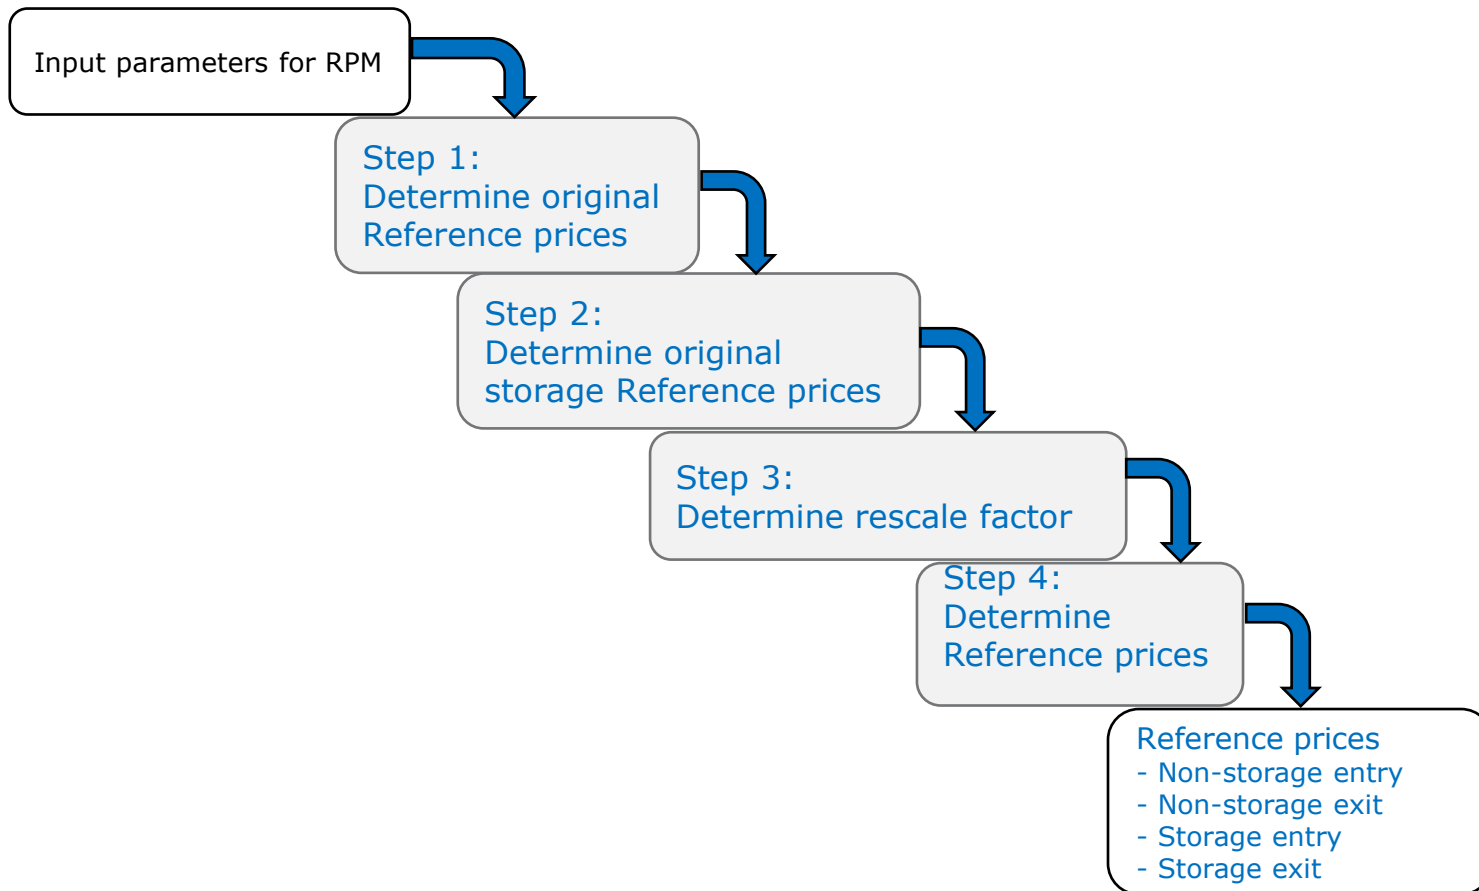 Input parameters for RPM
Step 1:
Determine original
Reference prices
Step 2:
Determine original
storage Reference prices
Step 3:
Determine rescale factor
Step 4:
Determine
Reference prices
Reference prices
- Non-storage entry
- Non-storage exit
- Storage entry
- Storage exit